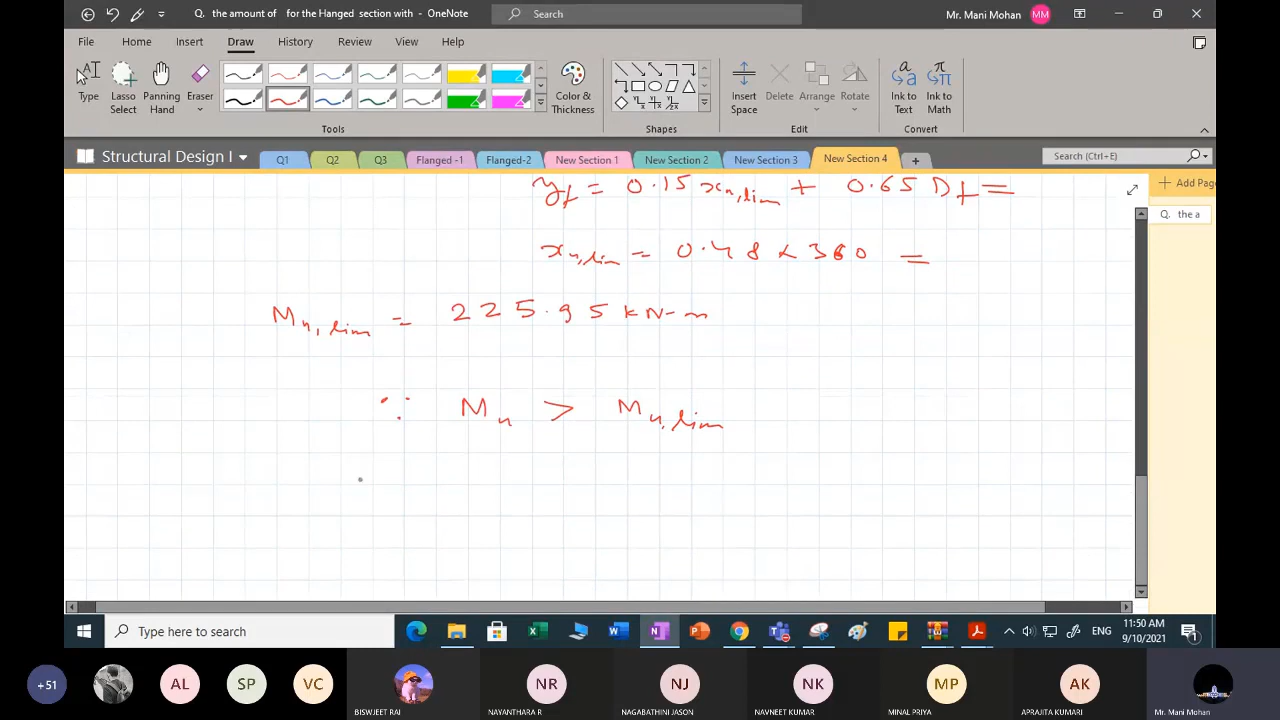 Q. the amount of for the Hanged section with - OneNote
Search
Mr. Mani Mohan
MM
File Home Insert Draw History Review View Help
Type Lasso Select Panning Hand Eraser Color & Thickness Insert Space Delete Arrange Rotate Ink to Text Ink to Math
Tools Shapes Edit Convert
Structural Design I Q1 Q2 Q3 Flanged -1 Flanged-2 New Section 1 New Section 2 New Section 3 New Section 4 Search (Ctrl+E)
Add Page
Q. the a
yf = 0.15 xu,lim + 0.65 Df =
xu,lim = 0.48 × 360 =
Mu,lim = 225.95 kN-m
∵ Mu > Mu,lim
Type here to search
ENG
11:50 AM
9/10/2021
1
+51 AL SP VC NR NJ NK MP AK
BISWJEET RAI NAYANTHARA R NAGABATHINI JASON NAVNEET KUMAR MINAL PRIYA APRAJITA KUMARI Mr. Mani Mohan